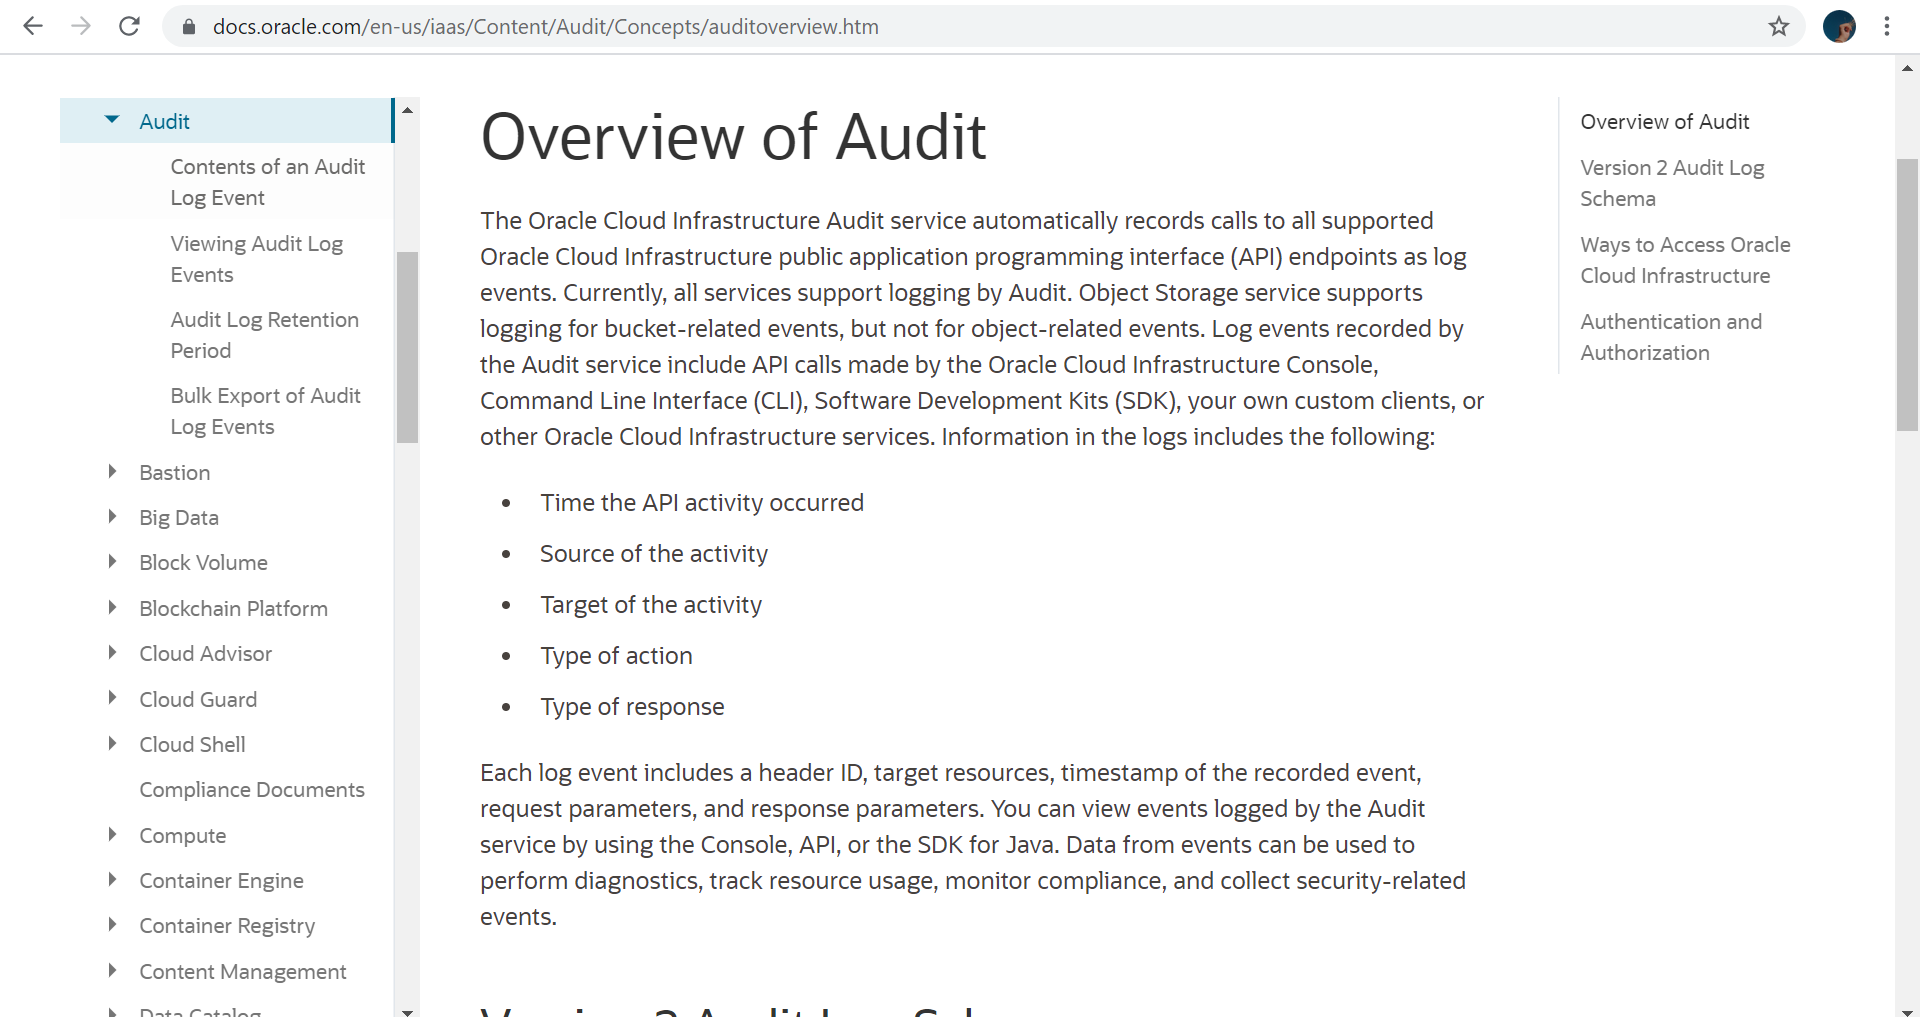 docs.oracle.com/en-us/iaas/Content/Audit/Concepts/auditoverview.htm
Audit
Contents of an Audit
Log Event
Viewing Audit Log
Events
Audit Log Retention
Period
Bulk Export of Audit
Log Events
Bastion
Big Data
Block Volume
Blockchain Platform
Cloud Advisor
Cloud Guard
Cloud Shell
Compliance Documents
Compute
Container Engine
Container Registry
Content Management
Data Catalog
Overview of Audit
The Oracle Cloud Infrastructure Audit service automatically records calls to all supported
Oracle Cloud Infrastructure public application programming interface (API) endpoints as log
events. Currently, all services support logging by Audit. Object Storage service supports
logging for bucket-related events, but not for object-related events. Log events recorded by
the Audit service include API calls made by the Oracle Cloud Infrastructure Console,
Command Line Interface (CLI), Software Development Kits (SDK), your own custom clients, or
other Oracle Cloud Infrastructure services. Information in the logs includes the following:
• Time the API activity occurred
• Source of the activity
• Target of the activity
• Type of action
• Type of response
Each log event includes a header ID, target resources, timestamp of the recorded event,
request parameters, and response parameters. You can view events logged by the Audit
service by using the Console, API, or the SDK for Java. Data from events can be used to
perform diagnostics, track resource usage, monitor compliance, and collect security-related
events.
Version 2 Audit Log Schema
Overview of Audit
Version 2 Audit Log
Schema
Ways to Access Oracle
Cloud Infrastructure
Authentication and
Authorization